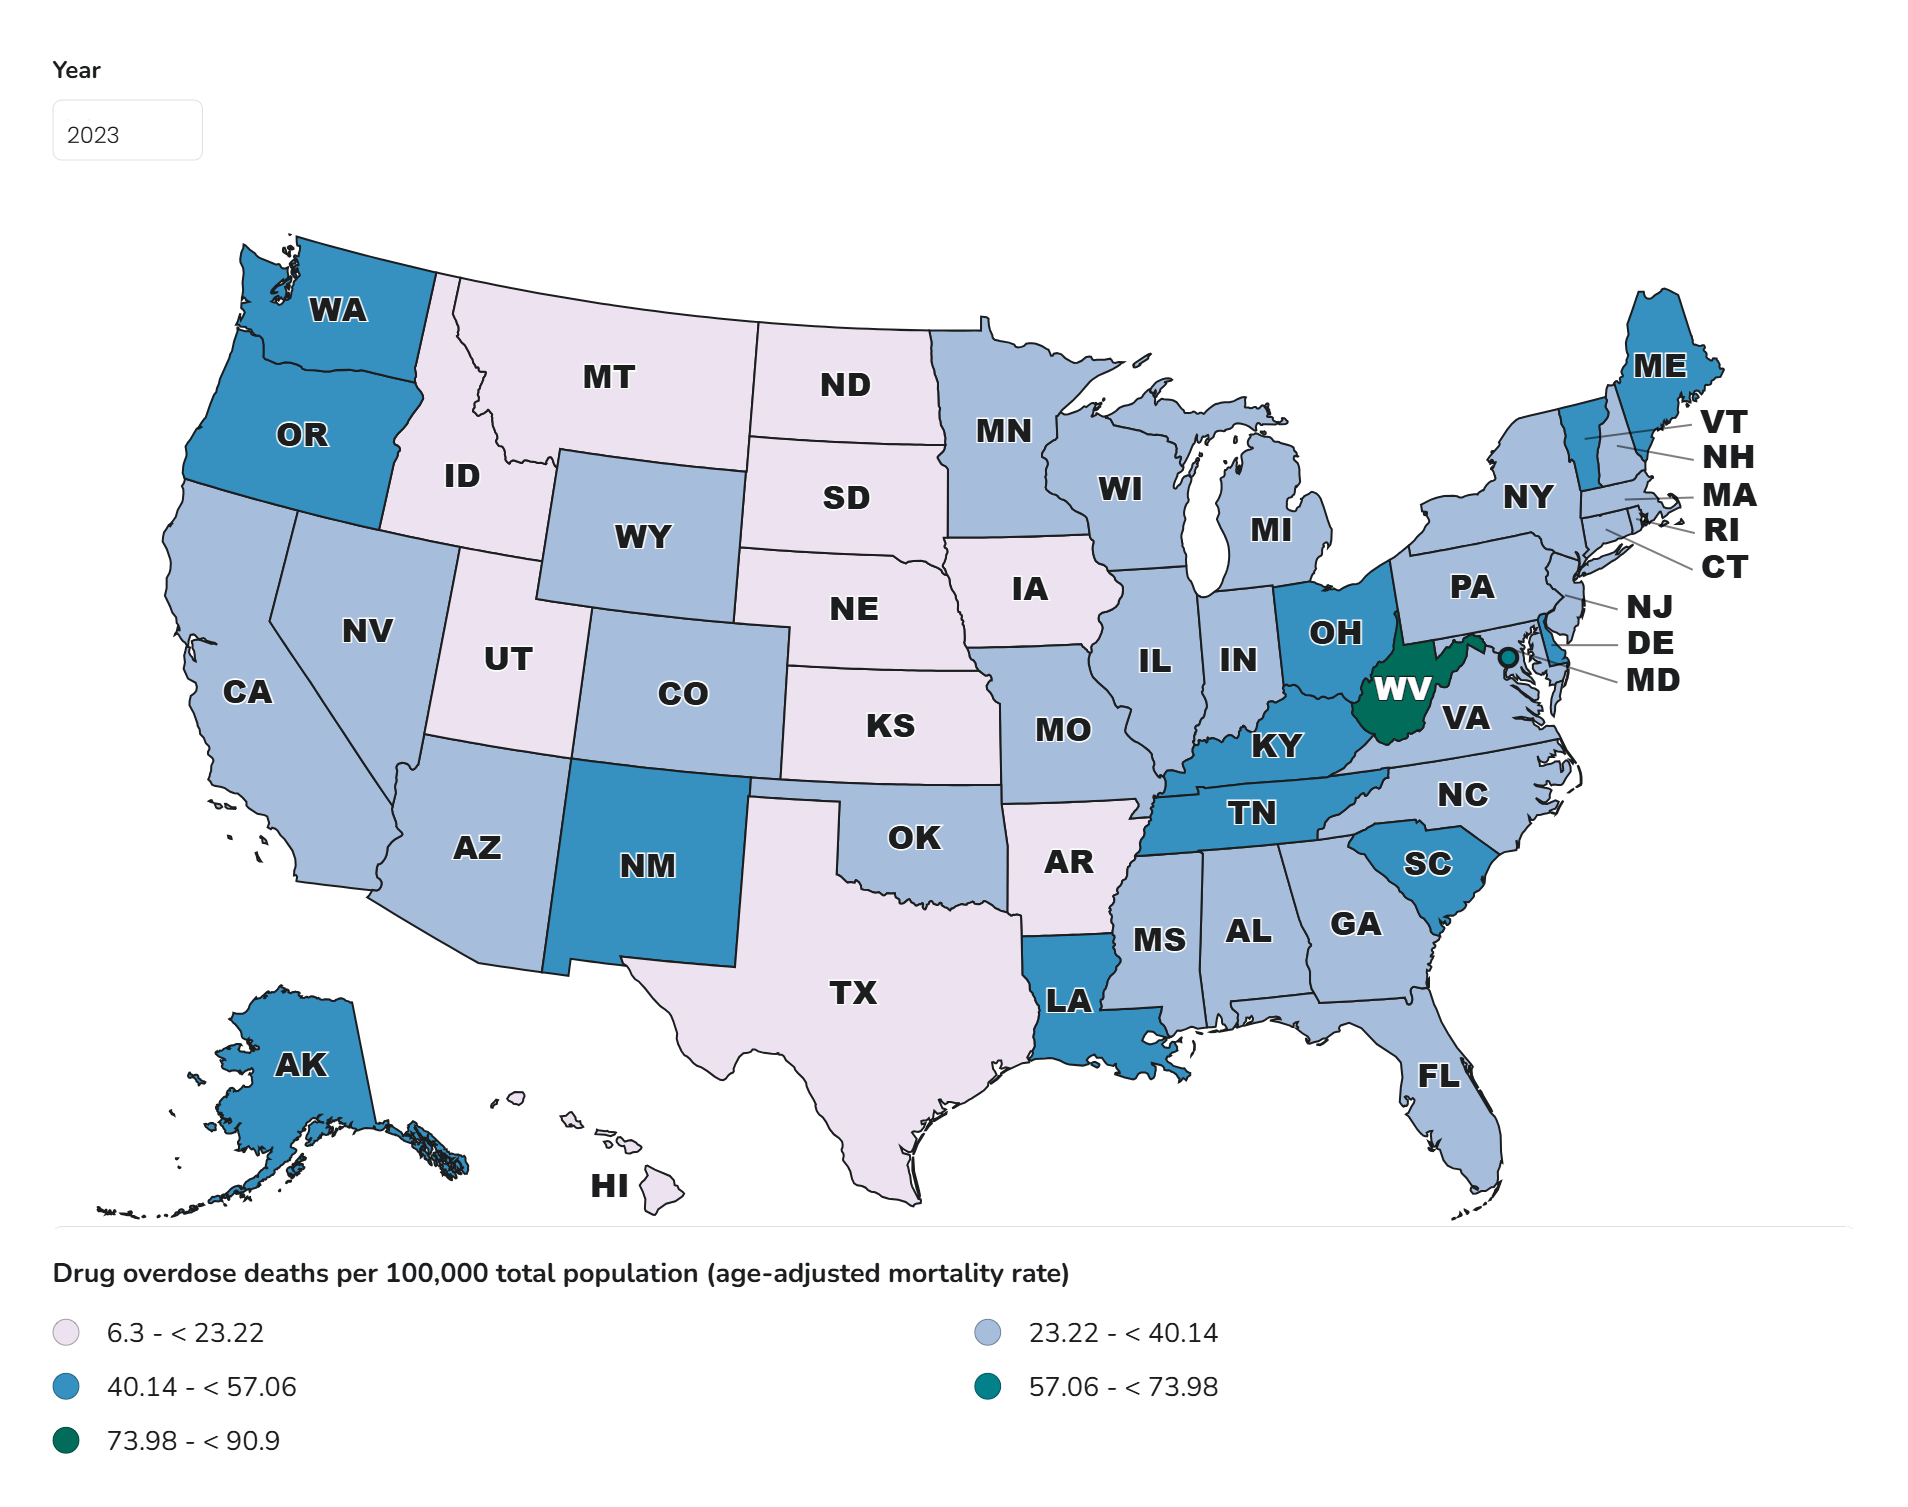 Year
2023
WA
MT
ND
ME
OR
MN
VT
NH
ID
SD
WI
NY
MA
WY
MI
RI
CT
NE
IA
PA
NJ
NV
OH
DE
UT
IL
IN
MD
CA
CO
WV
KS
MO
VA
KY
NC
AZ
OK
TN
NM
AR
SC
MS
AL
GA
TX
LA
AK
FL
HI
Drug overdose deaths per 100,000 total population (age-adjusted mortality rate)
6.3 - < 23.22
23.22 - < 40.14
40.14 - < 57.06
57.06 - < 73.98
73.98 - < 90.9